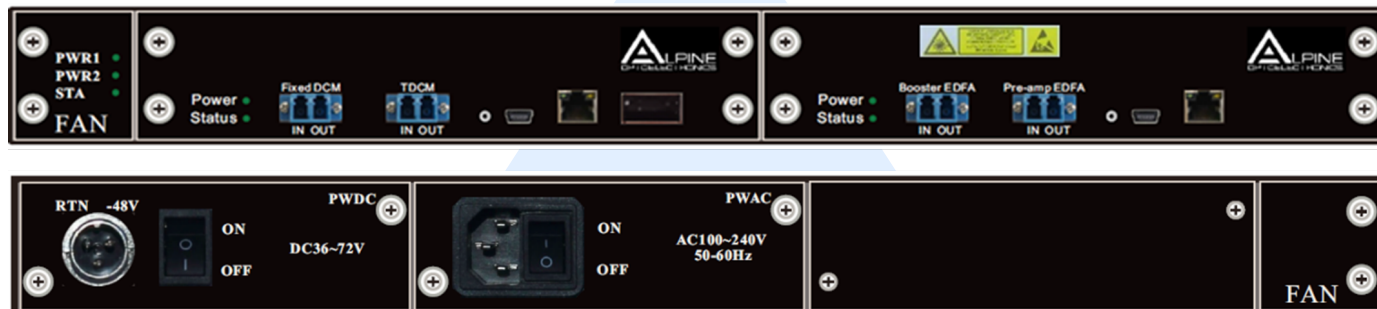 PWR1
PWR2
STA
FAN
Power
Status
Fixed DCM
IN OUT
TDCM
IN OUT
ALPINE
OPTOELECTRONICS
Power
Status
Booster EDFA
IN OUT
Pre-amp EDFA
IN OUT
ALPINE
OPTOELECTRONICS
RTN -48V
ON
OFF
PWDC
DC36~72V
ON
OFF
PWAC
AC100~240V
50-60Hz
FAN